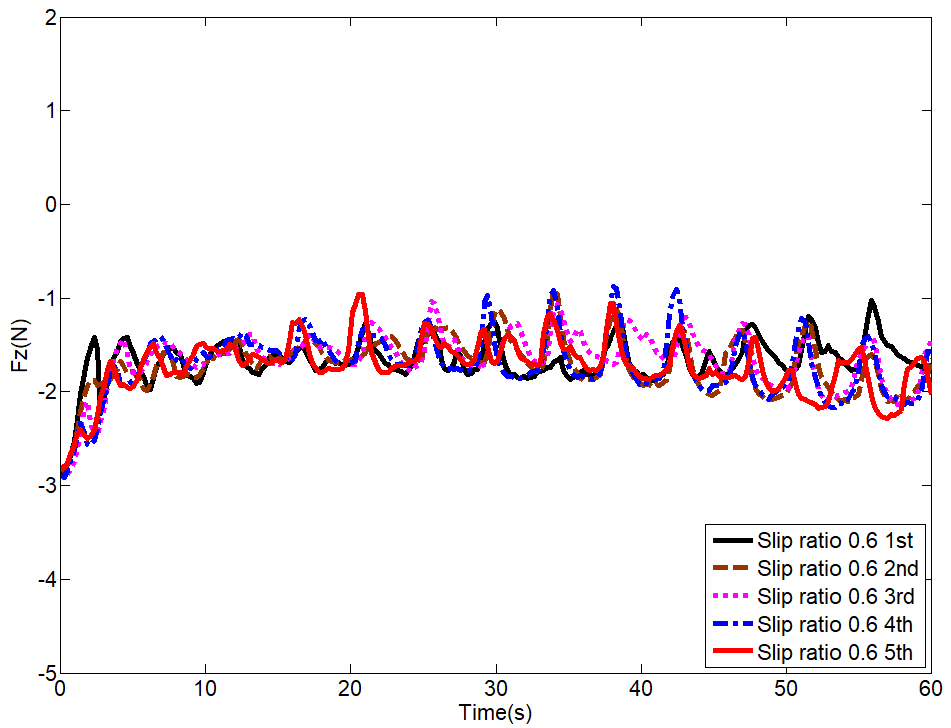 2
1
0
-1
-2
-3
-4
-5
Fz(N)
0
10
20
30
40
50
60
Time(s)
Slip ratio 0.6 1st
Slip ratio 0.6 2nd
Slip ratio 0.6 3rd
Slip ratio 0.6 4th
Slip ratio 0.6 5th